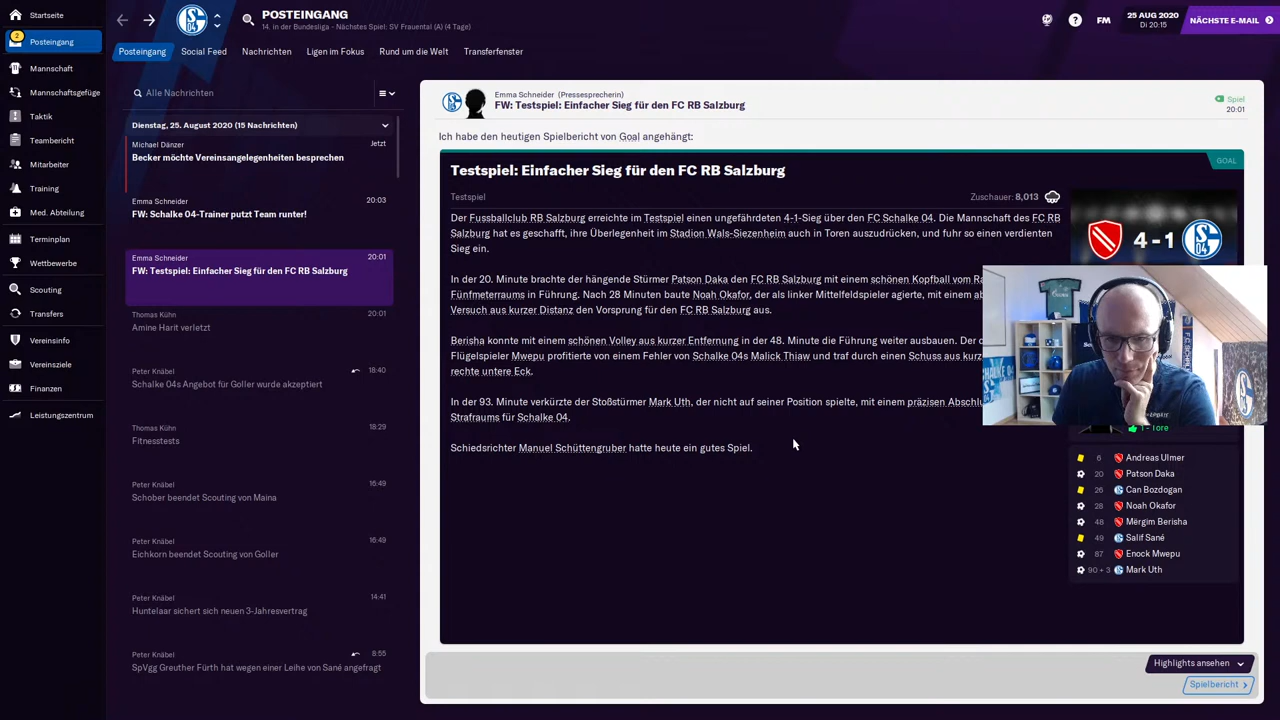 Startseite
2
Posteingang
Mannschaft
Mannschaftsgefüge
Taktik
Teambericht
Mitarbeiter
Training
Med. Abteilung
Terminplan
Wettbewerbe
Scouting
Transfers
Vereinsinfo
Vereinsziele
Finanzen
Leistungszentrum
POSTEINGANG
14. in der Bundesliga - Nächstes Spiel: SV Frauental (A) (4 Tage)
FM
25 AUG 2020
Di 20:15
NÄCHSTE E-MAIL
Posteingang
Social Feed
Nachrichten
Ligen im Fokus
Rund um die Welt
Transferfenster
Alle Nachrichten
Dienstag, 25. August 2020 (15 Nachrichten)
Michael Dänzer
Jetzt
Becker möchte Vereinsangelegenheiten besprechen
Emma Schneider
20:03
FW: Schalke 04-Trainer putzt Team runter!
Emma Schneider
20:01
FW: Testspiel: Einfacher Sieg für den FC RB Salzburg
Thomas Kühn
20:01
Amine Harit verletzt
Peter Knäbel
18:40
Schalke 04s Angebot für Goller wurde akzeptiert
Thomas Kühn
18:29
Fitnesstests
Peter Knäbel
16:49
Schober beendet Scouting von Maina
Peter Knäbel
16:49
Eichkorn beendet Scouting von Goller
Peter Knäbel
14:41
Huntelaar sichert sich neuen 3-Jahresvertrag
Peter Knäbel
8:55
SpVgg Greuther Fürth hat wegen einer Leihe von Sané angefragt
Emma Schneider (Pressesprecherin)
FW: Testspiel: Einfacher Sieg für den FC RB Salzburg
Spiel
20:01
Ich habe den heutigen Spielbericht von Goal angehängt:
GOAL
Testspiel: Einfacher Sieg für den FC RB Salzburg
Testspiel
Zuschauer: 8,013
Der Fussballclub RB Salzburg erreichte im Testspiel einen ungefährdeten 4-1-Sieg über den FC Schalke 04. Die Mannschaft des FC RB
Salzburg hat es geschafft, ihre Überlegenheit im Stadion Wals-Siezenheim auch in Toren auszudrücken, und fuhr so einen verdienten
Sieg ein.
In der 20. Minute brachte der hängende Stürmer Patson Daka den FC RB Salzburg mit einem schönen Kopfball vom
Fünfmeterraums in Führung. Nach 28 Minuten baute Noah Okafor, der als linker Mittelfeldspieler agierte, mit einem
Versuch aus kurzer Distanz den Vorsprung für den FC RB Salzburg aus.
Berisha konnte mit einem schönen Volley aus kurzer Entfernung in der 48. Minute die Führung weiter ausbauen. Der
Flügelspieler Mwepu profitierte von einem Fehler von Schalke 04s Malick Thiaw und traf durch einen Schuss aus
rechte untere Eck.
In der 93. Minute verkürzte der Stoßstürmer Mark Uth, der nicht auf seiner Position spielte, mit einem präzisen
Strafraums für Schalke 04.
Schiedsrichter Manuel Schüttengruber hatte heute ein gutes Spiel.
4 - 1
1 - Tore
6 Andreas Ulmer
20 Patson Daka
26 Can Bozdogan
28 Noah Okafor
48 Mërgim Berisha
49 Salif Sané
87 Enock Mwepu
90 + 3 Mark Uth
Highlights ansehen
Spielbericht